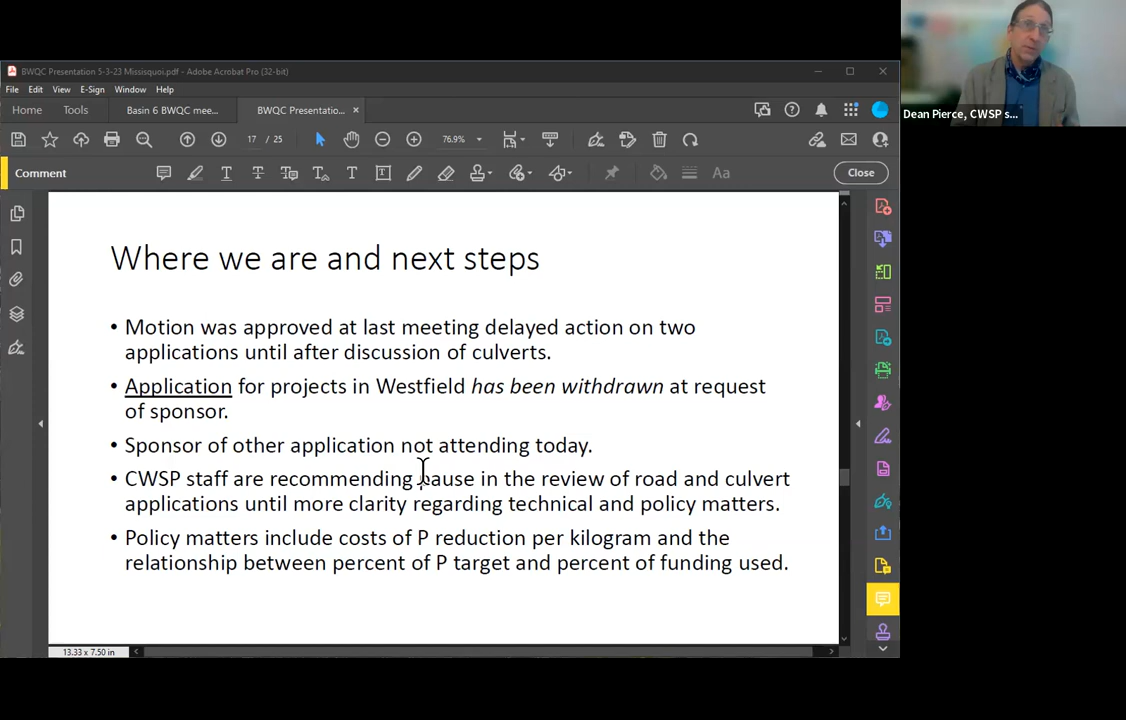 BWQC Presentation 5-3-23 Missisquoi.pdf - Adobe Acrobat Pro (32-bit)
File Edit View E-Sign Window Help
Home Tools Basin 6 BWQC mee... BWQC Presentatio... ×
17 / 25 76.9%
Comment Close
Aa
Where we are and next steps
• Motion was approved at last meeting delayed action on two
applications until after discussion of culverts.
• Application for projects in Westfield has been withdrawn at request
of sponsor.
• Sponsor of other application not attending today.
• CWSP staff are recommending pause in the review of road and culvert
applications until more clarity regarding technical and policy matters.
• Policy matters include costs of P reduction per kilogram and the
relationship between percent of P target and percent of funding used.
13.33 x 7.50 in
Dean Pierce, CWSP s...